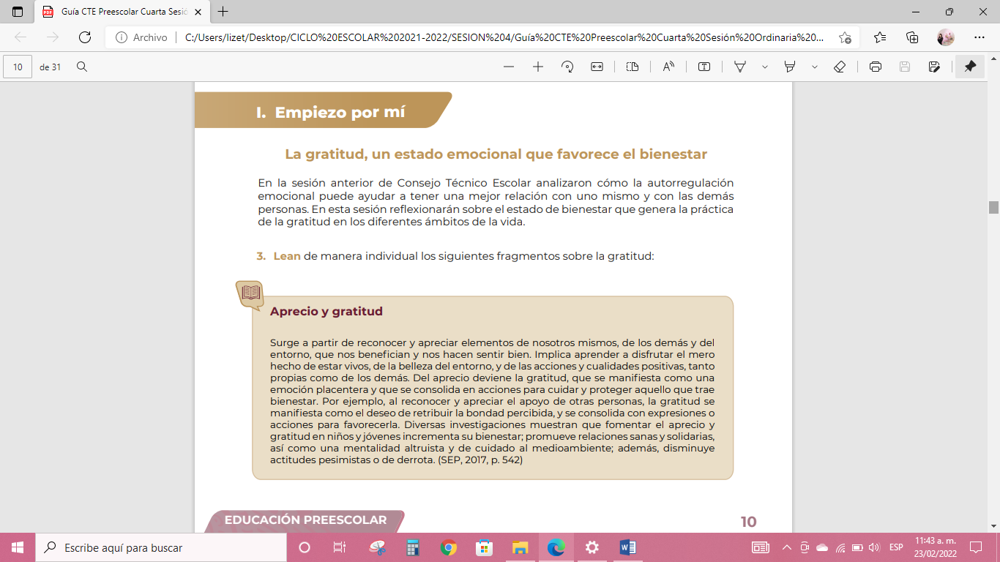 Guía CTE Preescolar Cuarta Sesió
Archivo
C:/Users/lizet/Desktop/CICLO%20ESCOLAR%202021-2022/SESION%204/Guía%20CTE%20Preescolar%20Cuarta%20Sesión%20Ordinaria%20...
10
de 31
I. Empiezo por mí
La gratitud, un estado emocional que favorece el bienestar
En la sesión anterior de Consejo Técnico Escolar analizaron cómo la autorregulación
emocional puede ayudar a tener una mejor relación con uno mismo y con las demás
personas. En esta sesión reflexionarán sobre el estado de bienestar que genera la práctica
de la gratitud en los diferentes ámbitos de la vida.
3. Lean de manera individual los siguientes fragmentos sobre la gratitud:
Aprecio y gratitud
Surge a partir de reconocer y apreciar elementos de nosotros mismos, de los demás y del
entorno, que nos benefician y nos hacen sentir bien. Implica aprender a disfrutar el mero
hecho de estar vivos, de la belleza del entorno, y de las acciones y cualidades positivas, tanto
propias como de los demás. Del aprecio deviene la gratitud, que se manifiesta como una
emoción placentera y que se consolida en acciones para cuidar y proteger aquello que trae
bienestar. Por ejemplo, al reconocer y apreciar el apoyo de otras personas, la gratitud se
manifiesta como el deseo de retribuir la bondad percibida, y se consolida con expresiones o
acciones para favorecerla. Diversas investigaciones muestran que fomentar el aprecio y
gratitud en niños y jóvenes incrementa su bienestar; promueve relaciones sanas y solidarias,
así como una mentalidad altruista y de cuidado al medioambiente; además, disminuye
actitudes pesimistas o de derrota. (SEP, 2017, p. 542)
EDUCACIÓN PREESCOLAR
10
Escribe aquí para buscar
ESP
11:43 a. m.
23/02/2022